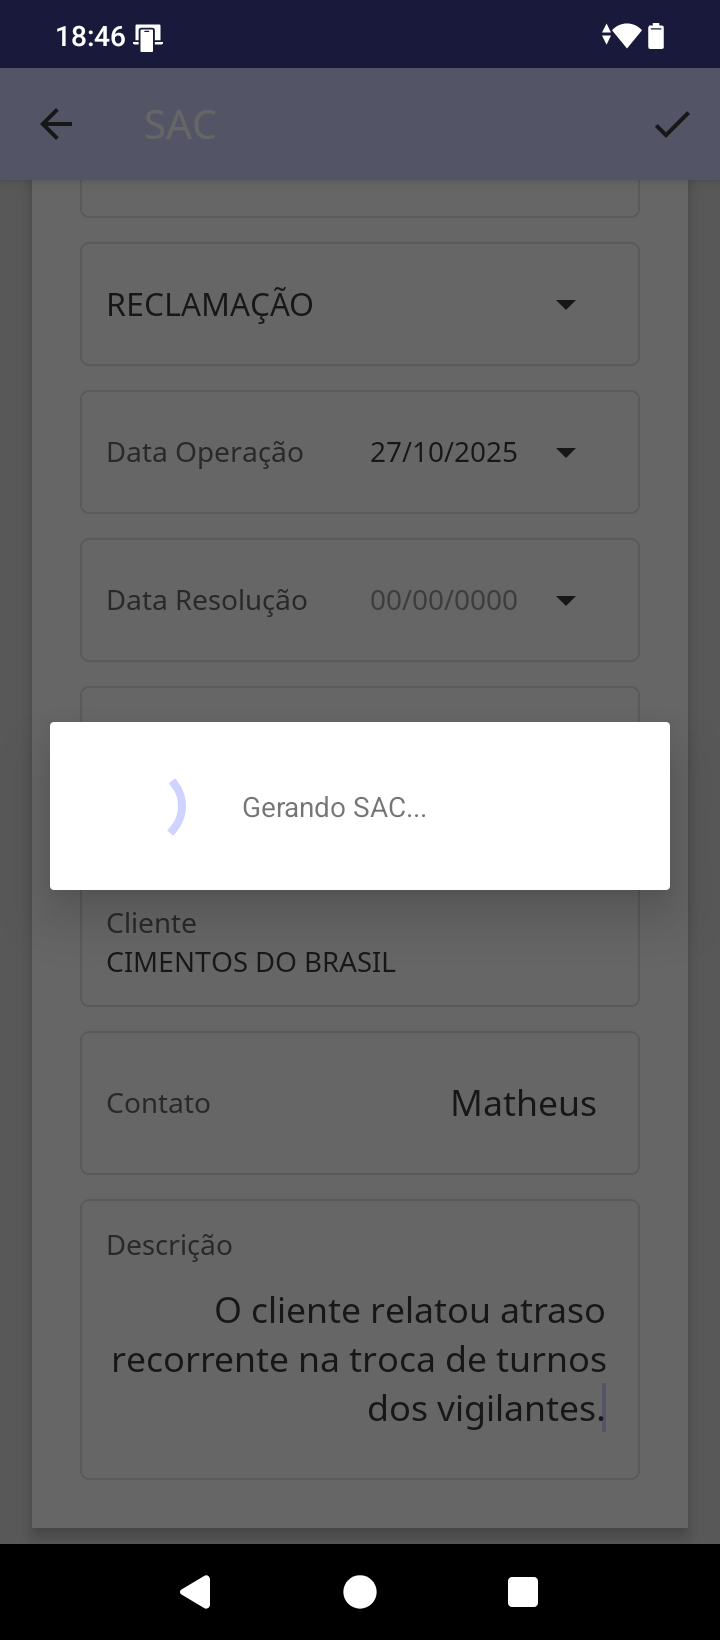 18:46
SAC
RECLAMAÇÃO
Data Operação 27/10/2025
Data Resolução 00/00/0000
Gerando SAC...
Cliente
CIMENTOS DO BRASIL
Contato Matheus
Descrição
O cliente relatou atraso
recorrente na troca de turnos
dos vigilantes.